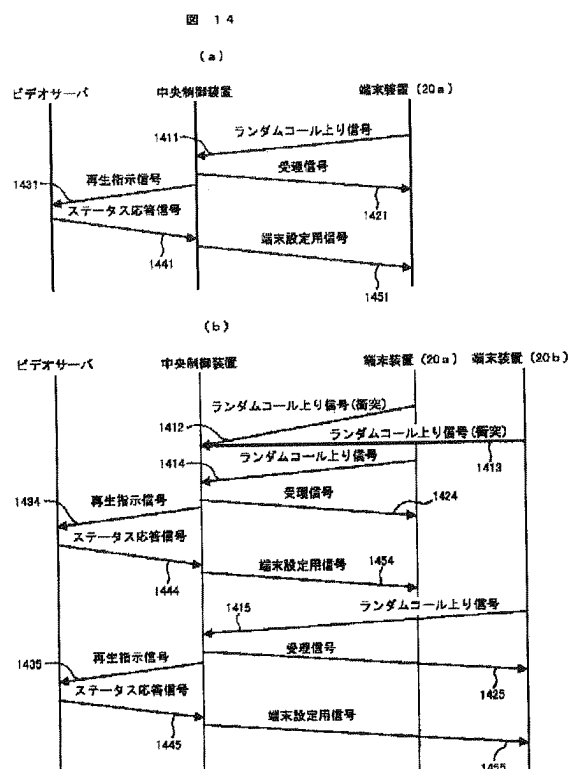 図 14
(a)
ビデオサーバ 中央制御装置 端末装置(20a)
ランダムコール上り信号
1411
受理信号
再生指示信号
1431
1421
ステータス応答信号
端末設定用信号
1441
1451
(b)
ビデオサーバ 中央制御装置 端末装置(20a) 端末装置(20b)
ランダムコール上り信号(衝突)
1412
ランダムコール上り信号(衝突)
1413
ランダムコール上り信号
1414
受理信号
1424
再生指示信号
1434
ステータス応答信号
1454
端末設定用信号
1444
1415
ランダムコール上り信号
受理信号
再生指示信号
1435
1425
ステータス応答信号
端末設定用信号
1445
1455